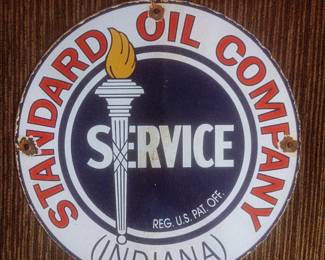 STANDARD OIL COMPANY
SERVICE
REG. U.S. PAT. OFF.
(INDIANA)